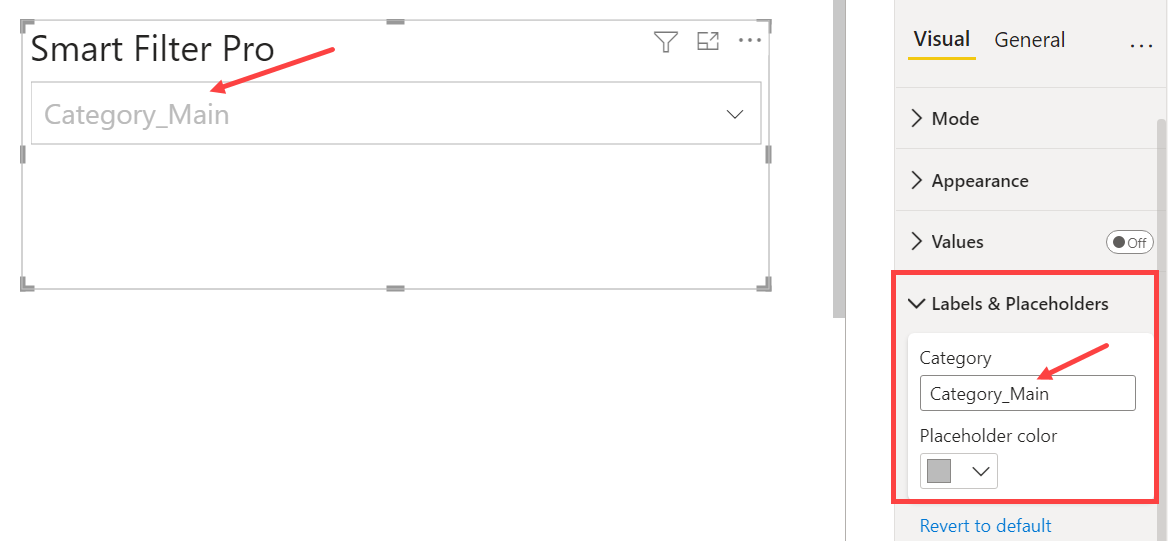 Smart Filter Pro
Category_Main
Visual General
Mode
Appearance
Values Off
Labels & Placeholders
Category
Category_Main
Placeholder color
Revert to default